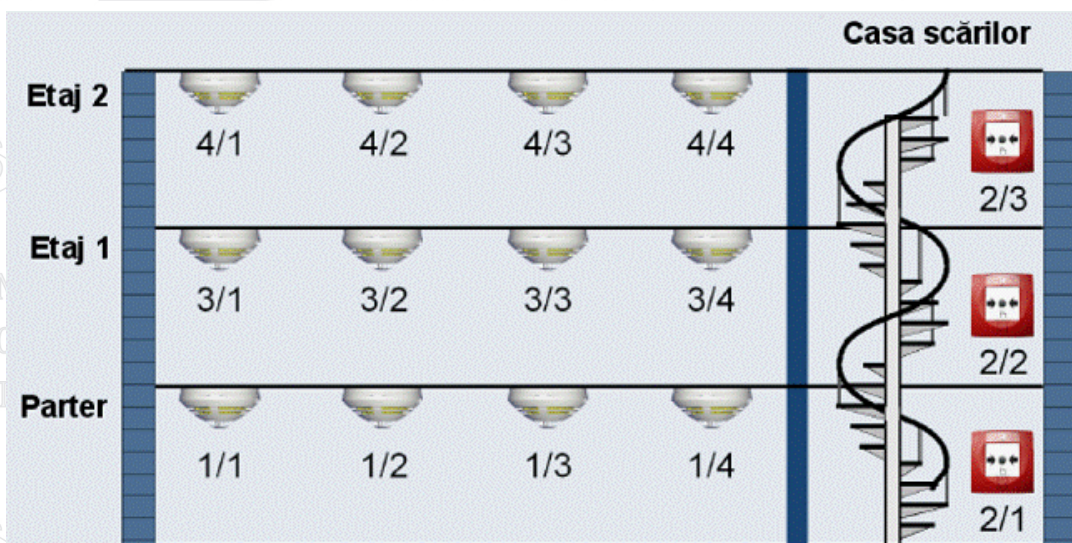 Casa scărilor
Etaj 2
4/1 4/2 4/3 4/4
2/3
Etaj 1
3/1 3/2 3/3 3/4
2/2
Parter
1/1 1/2 1/3 1/4
2/1